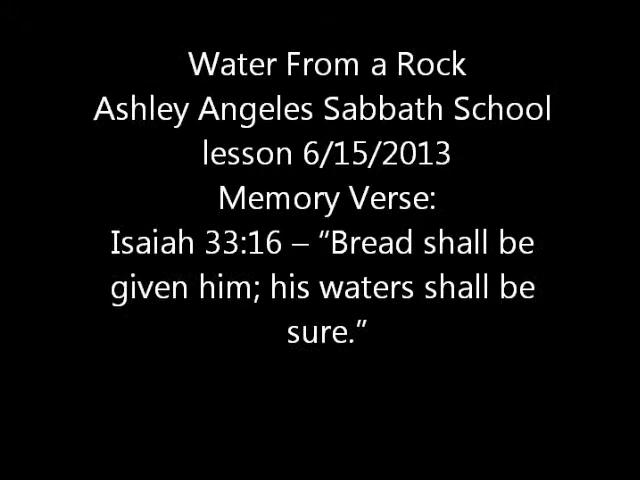 Water From a Rock
Ashley Angeles Sabbath School
lesson 6/15/2013
Memory Verse:
Isaiah 33:16 – “Bread shall be
given him; his waters shall be
sure.”